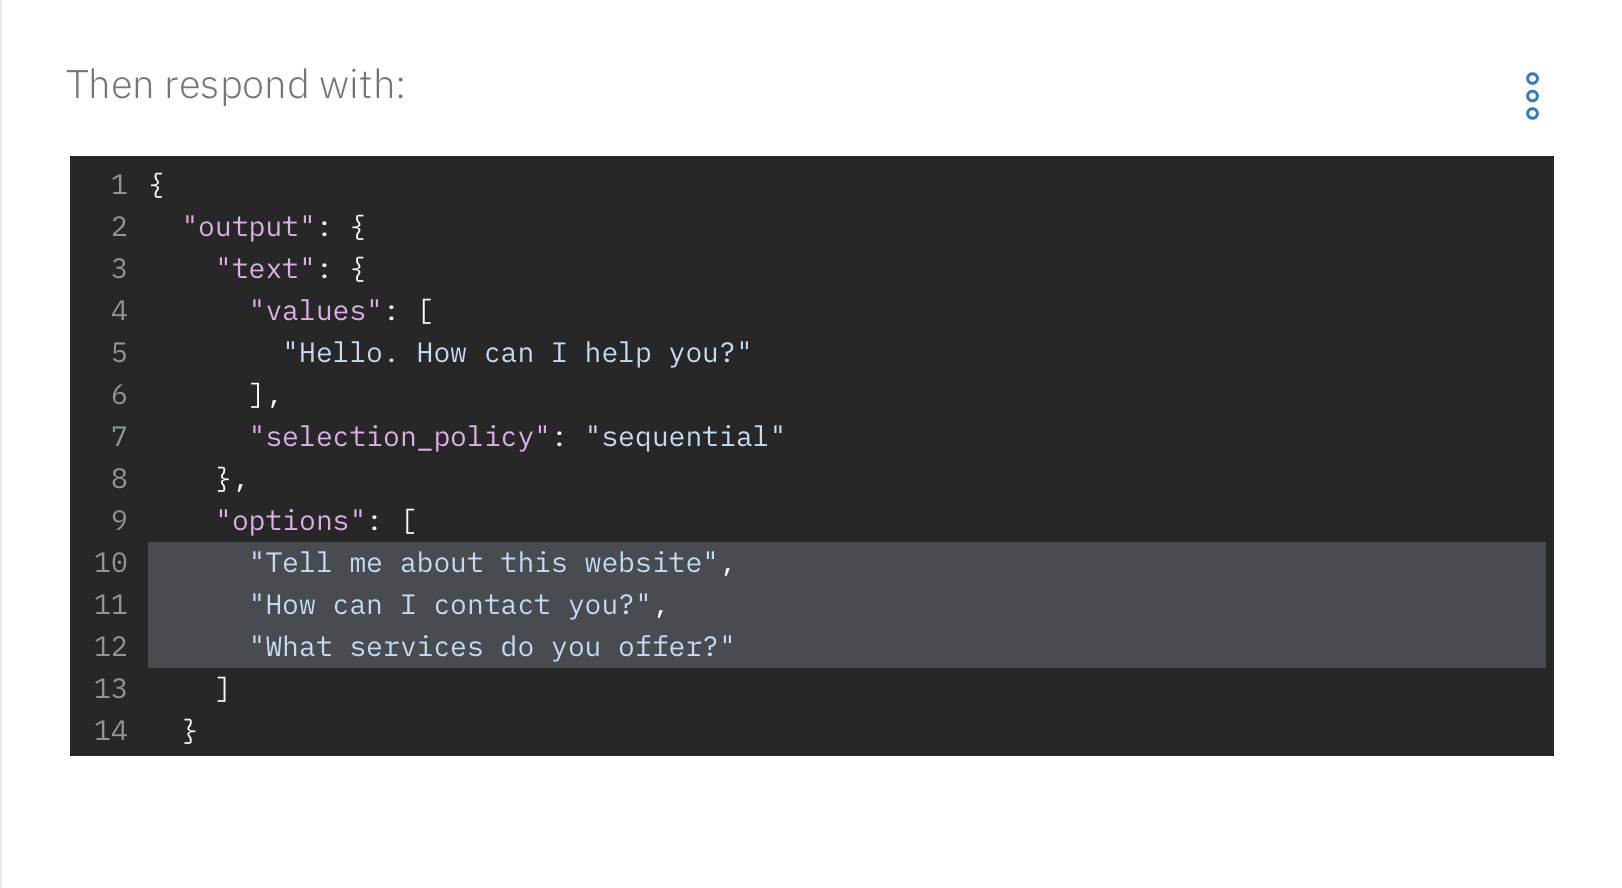 Then respond with:
1 {
2 "output": {
3 "text": {
4 "values": [
5 "Hello. How can I help you?"
6 ],
7 "selection_policy": "sequential"
8 },
9 "options": [
10 "Tell me about this website",
11 "How can I contact you?",
12 "What services do you offer?"
13 ]
14 }